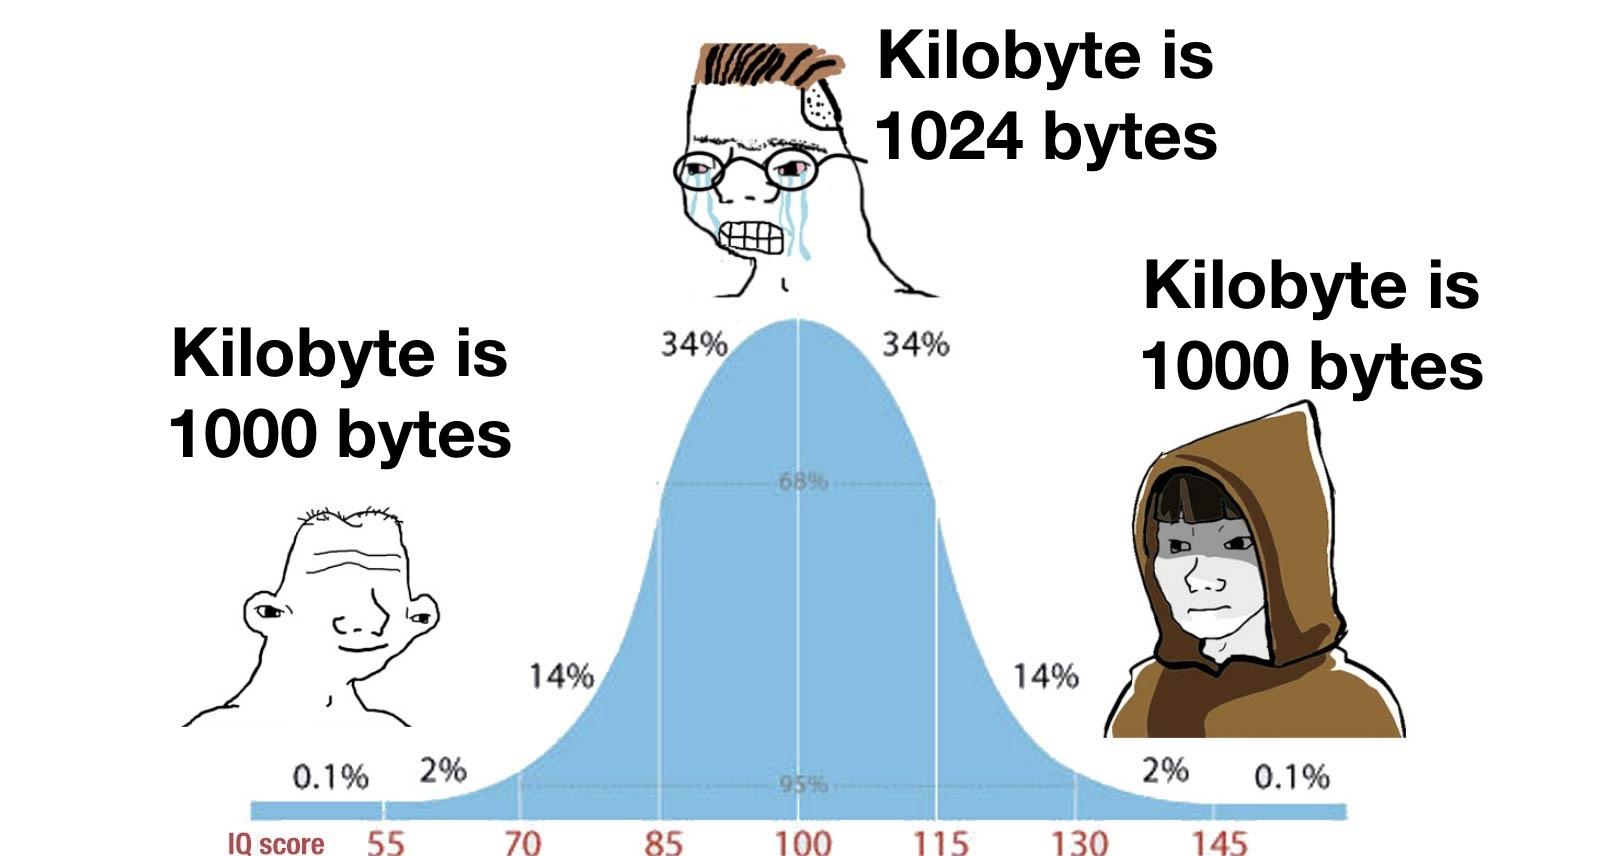 Kilobyte is
1024 bytes
Kilobyte is
1000 bytes
Kilobyte is
1000 bytes
34%
34%
68%
14%
14%
0.1%
2%
95%
2%
0.1%
IQ score 55 70 85 100 115 130 145